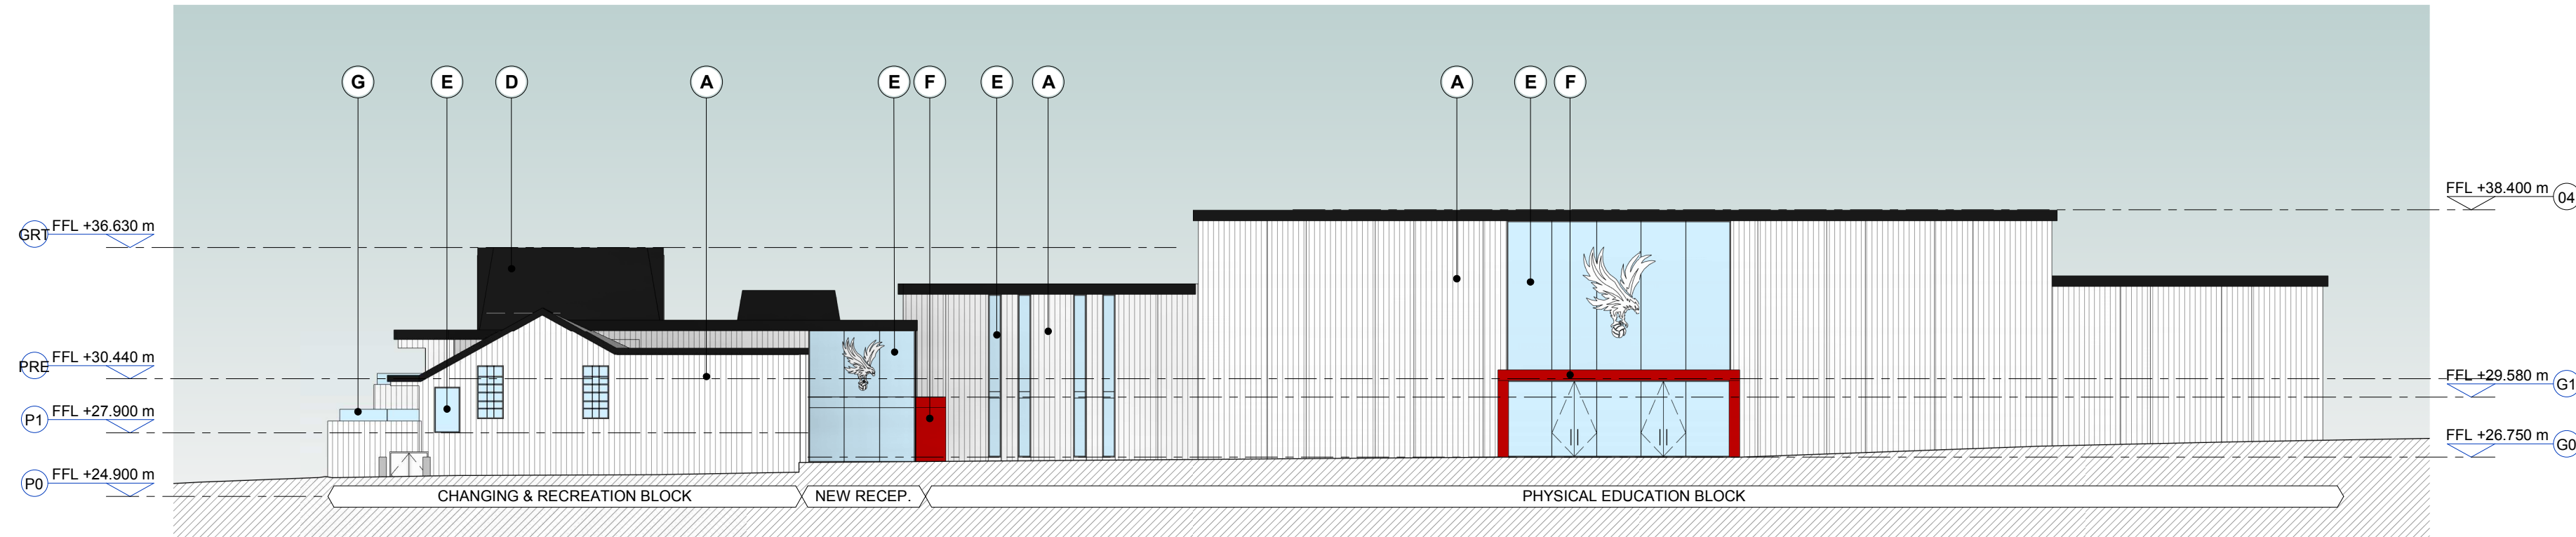 G E D A E F E A A E F
FFL +38.400 m
04
GRT
FFL +36.630 m
PRE
FFL +30.440 m
FFL +29.580 m
G1
P1
FFL +27.900 m
FFL +26.750 m
G0
P0
FFL +24.900 m
CHANGING & RECREATION BLOCK
NEW RECEP.
PHYSICAL EDUCATION BLOCK